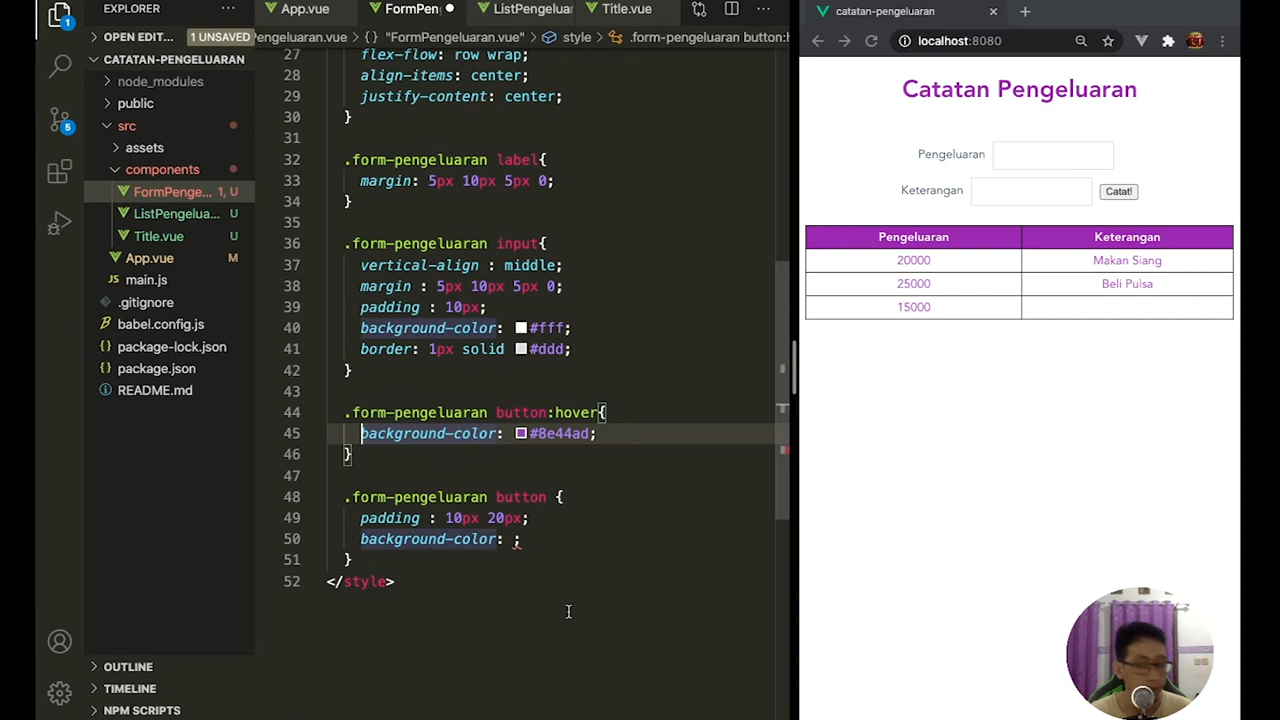 EXPLORER
···
OPEN EDIT...
1 UNSAVED
CATATAN-PENGELUARAN
node_modules
public
src
assets
components
FormPenge... 1, U
ListPengelua... U
Title.vue U
App.vue M
main.js
.gitignore
babel.config.js
package-lock.json
package.json
README.md
OUTLINE
TIMELINE
NPM SCRIPTS
1
5
App.vue
FormPen
ListPengelua
Title.vue
Pengeluaran.vue > {} "FormPengeluaran.vue" > style > .form-pengeluaran button:h
27 flex-flow: row wrap;
28 align-items: center;
29 justify-content: center;
30 }
31
32 .form-pengeluaran label{
33 margin: 5px 10px 5px 0;
34 }
35
36 .form-pengeluaran input{
37 vertical-align : middle;
38 margin : 5px 10px 5px 0;
39 padding : 10px;
40 background-color: #fff;
41 border: 1px solid #ddd;
42 }
43
44 .form-pengeluaran button:hover{
45 background-color: #8e44ad;
46 }
47
48 .form-pengeluaran button {
49 padding : 10px 20px;
50 background-color: ;
51 }
52 </style>
catatan-pengeluaran
localhost:8080
Catatan Pengeluaran
Pengeluaran
Keterangan
Catat!
Pengeluaran Keterangan
20000 Makan Siang
25000 Beli Pulsa
15000